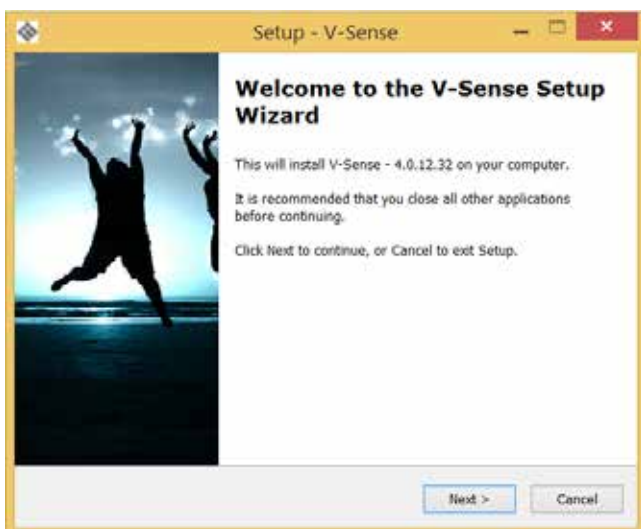 Setup - V-Sense
Welcome to the V-Sense Setup
Wizard
This will install V-Sense - 4.0.12.32 on your computer.
It is recommended that you close all other applications
before continuing.
Click Next to continue, or Cancel to exit Setup.
Next >
Cancel